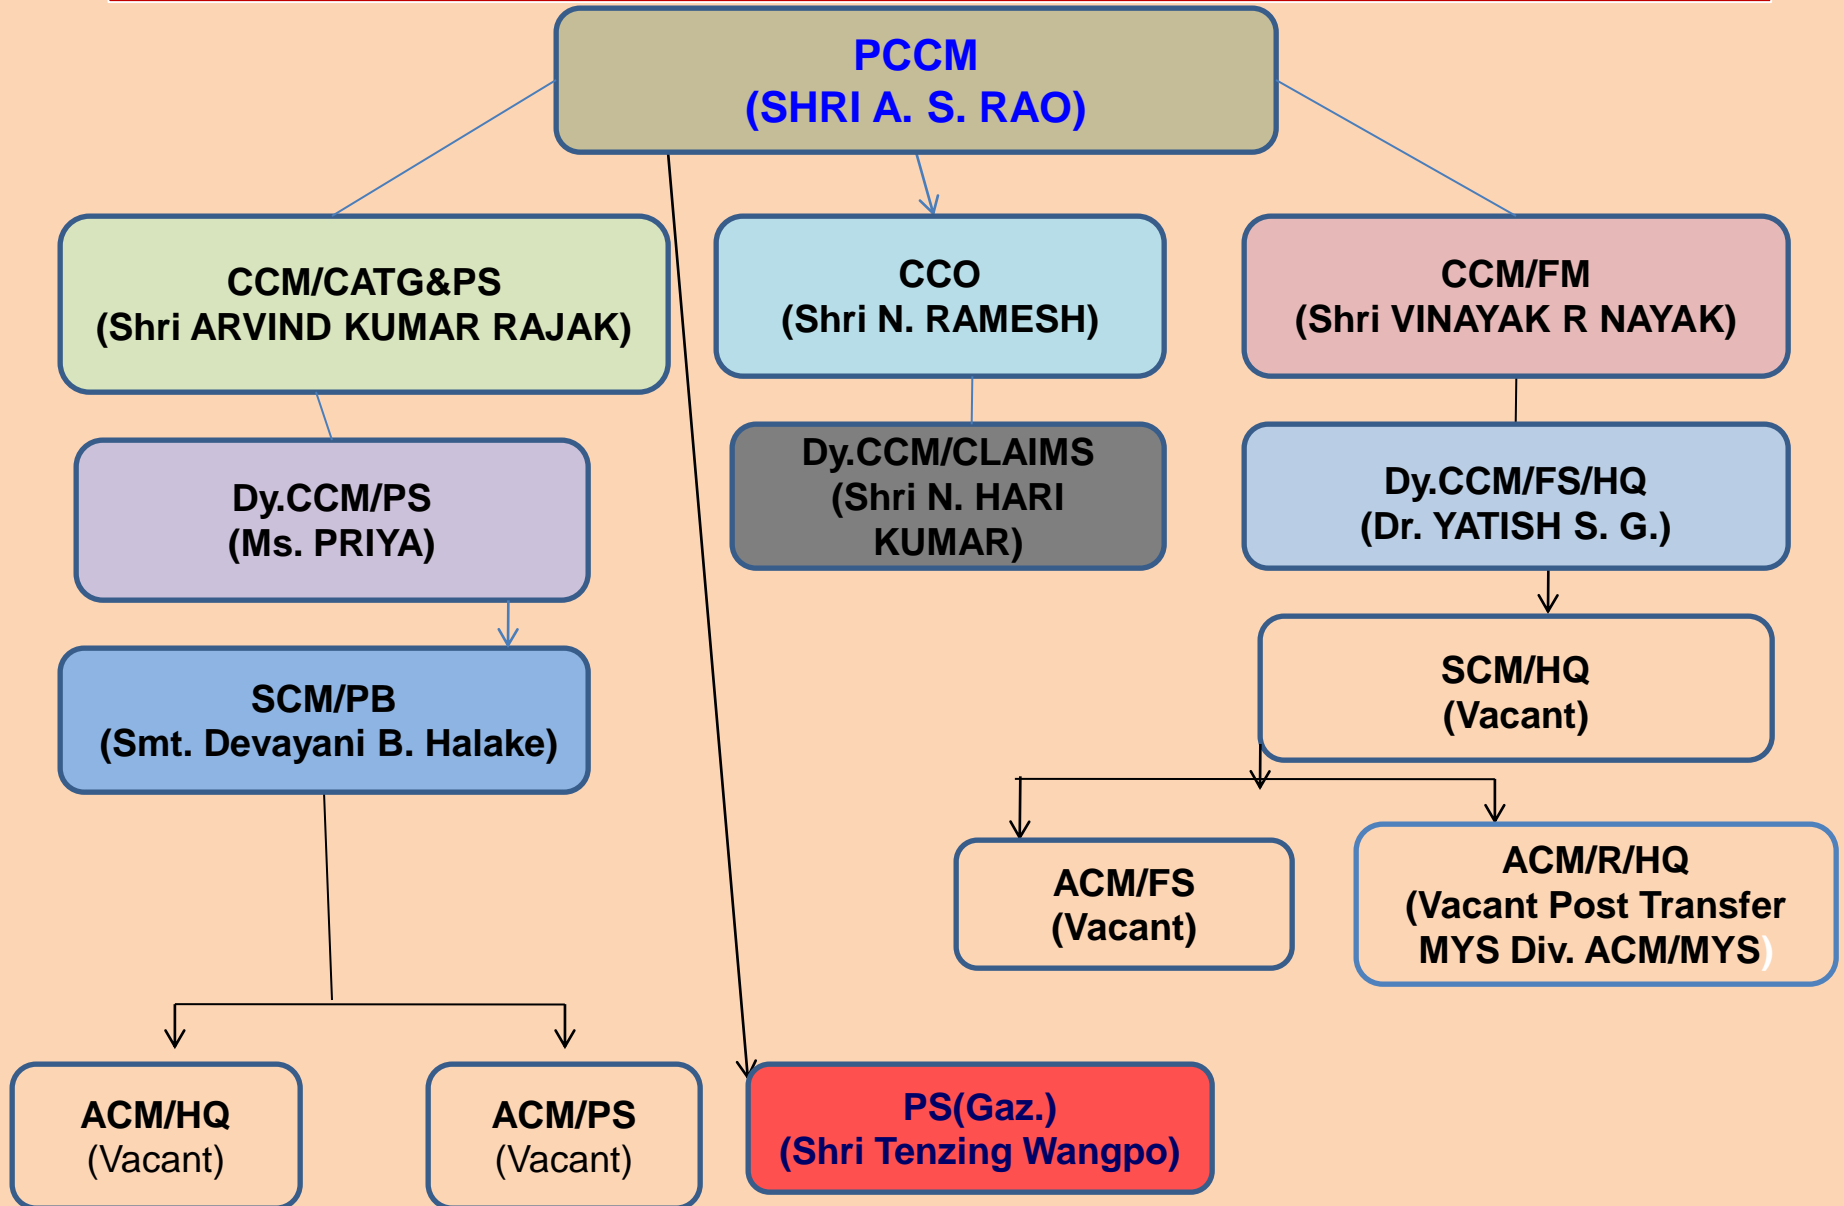 PCCM
(SHRI A. S. RAO)
CCM/CATG&PS
(Shri ARVIND KUMAR RAJAK)
CCO
(Shri N. RAMESH)
CCM/FM
(Shri VINAYAK R NAYAK)
Dy.CCM/PS
(Ms. PRIYA)
Dy.CCM/CLAIMS
(Shri N. HARI
KUMAR)
Dy.CCM/FS/HQ
(Dr. YATISH S. G.)
SCM/PB
(Smt. Devayani B. Halake)
SCM/HQ
(Vacant)
ACM/FS
(Vacant)
ACM/R/HQ
(Vacant Post Transfer
MYS Div. ACM/MYS)
ACM/HQ
(Vacant)
ACM/PS
(Vacant)
PS(Gaz.)
(Shri Tenzing Wangpo)